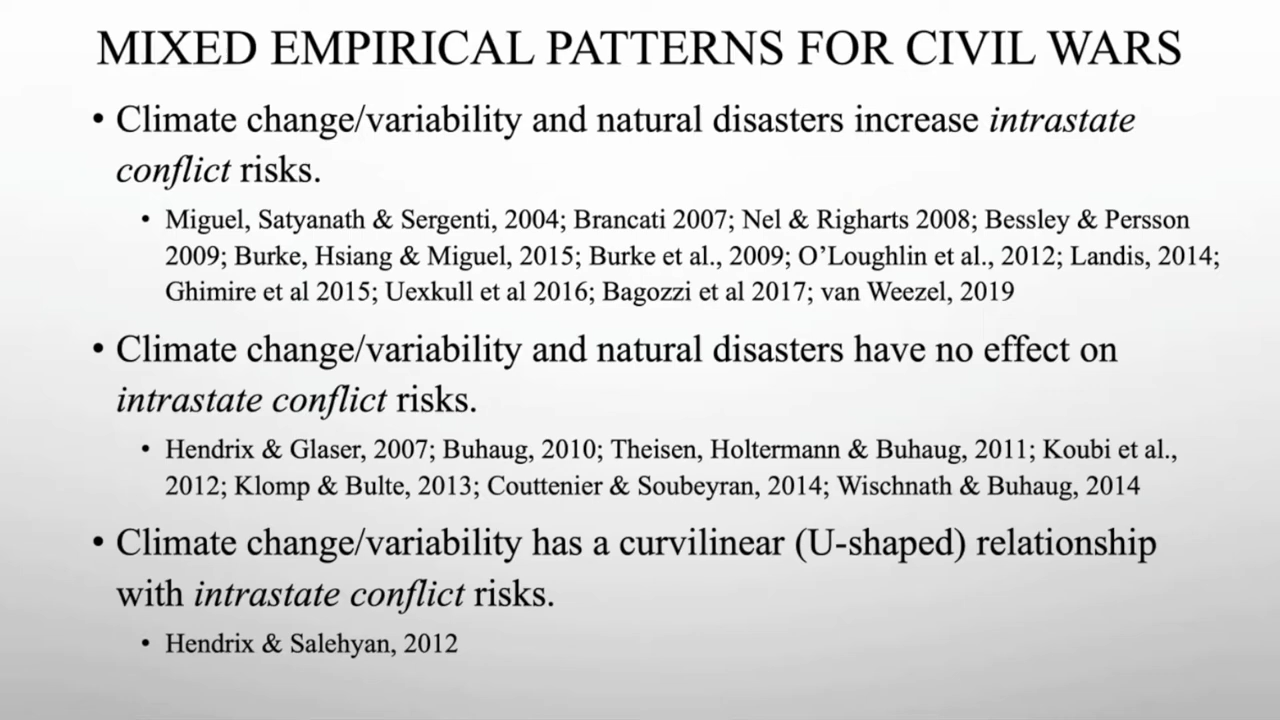 MIXED EMPIRICAL PATTERNS FOR CIVIL WARS
• Climate change/variability and natural disasters increase intrastate
conflict risks.
• Miguel, Satyanath & Sergenti, 2004; Brancati 2007; Nel & Righarts 2008; Bessley & Persson
2009; Burke, Hsiang & Miguel, 2015; Burke et al., 2009; O’Loughlin et al., 2012; Landis, 2014;
Ghimire et al 2015; Uexkull et al 2016; Bagozzi et al 2017; van Weezel, 2019
• Climate change/variability and natural disasters have no effect on
intrastate conflict risks.
• Hendrix & Glaser, 2007; Buhaug, 2010; Theisen, Holtermann & Buhaug, 2011; Koubi et al.,
2012; Klomp & Bulte, 2013; Couttenier & Soubeyran, 2014; Wischnath & Buhaug, 2014
• Climate change/variability has a curvilinear (U-shaped) relationship
with intrastate conflict risks.
• Hendrix & Salehyan, 2012